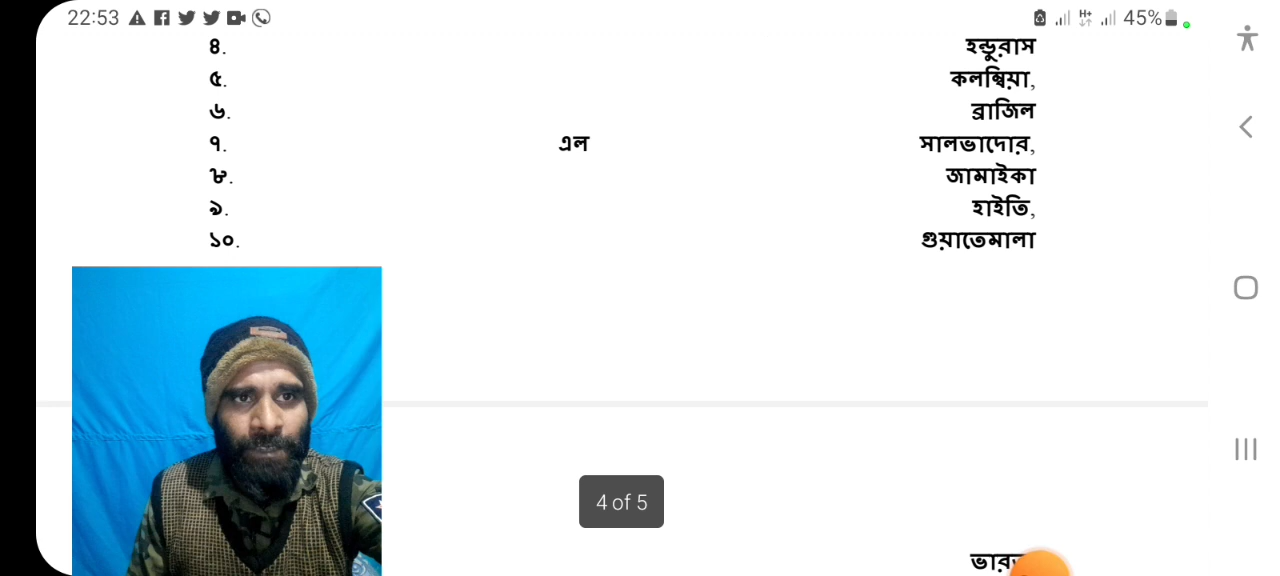 22:53 45%
৪. হন্ডুরাস
৫. কলম্বিয়া,
৬. ব্রাজিল
৭. এল সালভাদোর,
৮. জামাইকা
৯. হাইতি,
১০. গুয়াতেমালা
4 of 5